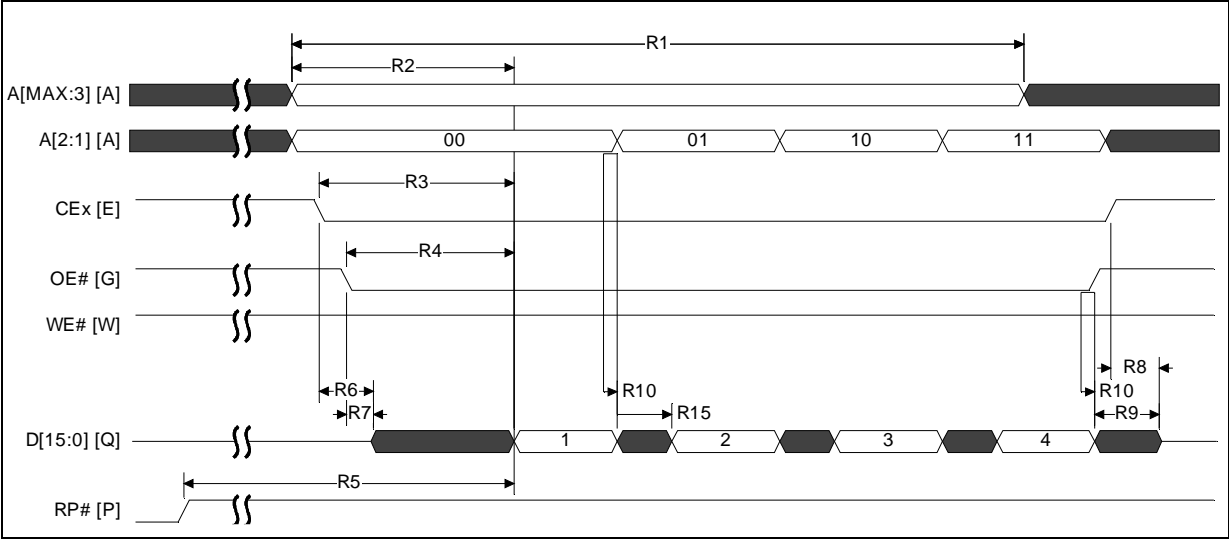 R1
R2
A[MAX:3] [A]
A[2:1] [A] 00 01 10 11
R3
CEx [E]
R4
OE# [G]
WE# [W]
R8
R6 R10 R10
R7 R15 R9
D[15:0] [Q] 1 2 3 4
R5
RP# [P]